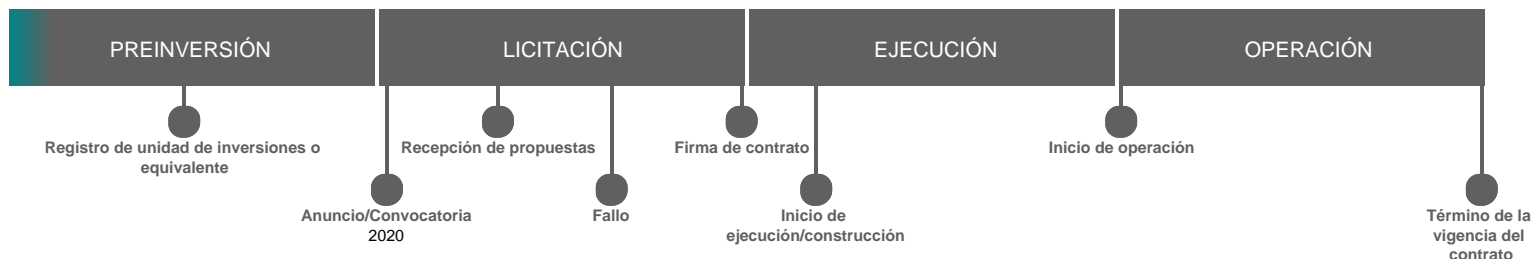 PREINVERSIÓN
LICITACIÓN
EJECUCIÓN
OPERACIÓN
Registro de unidad de inversiones o
equivalente
Anuncio/Convocatoria
2020
Recepción de propuestas
Fallo
Firma de contrato
Inicio de
ejecución/construcción
Inicio de operación
Término de la
vigencia del
contrato